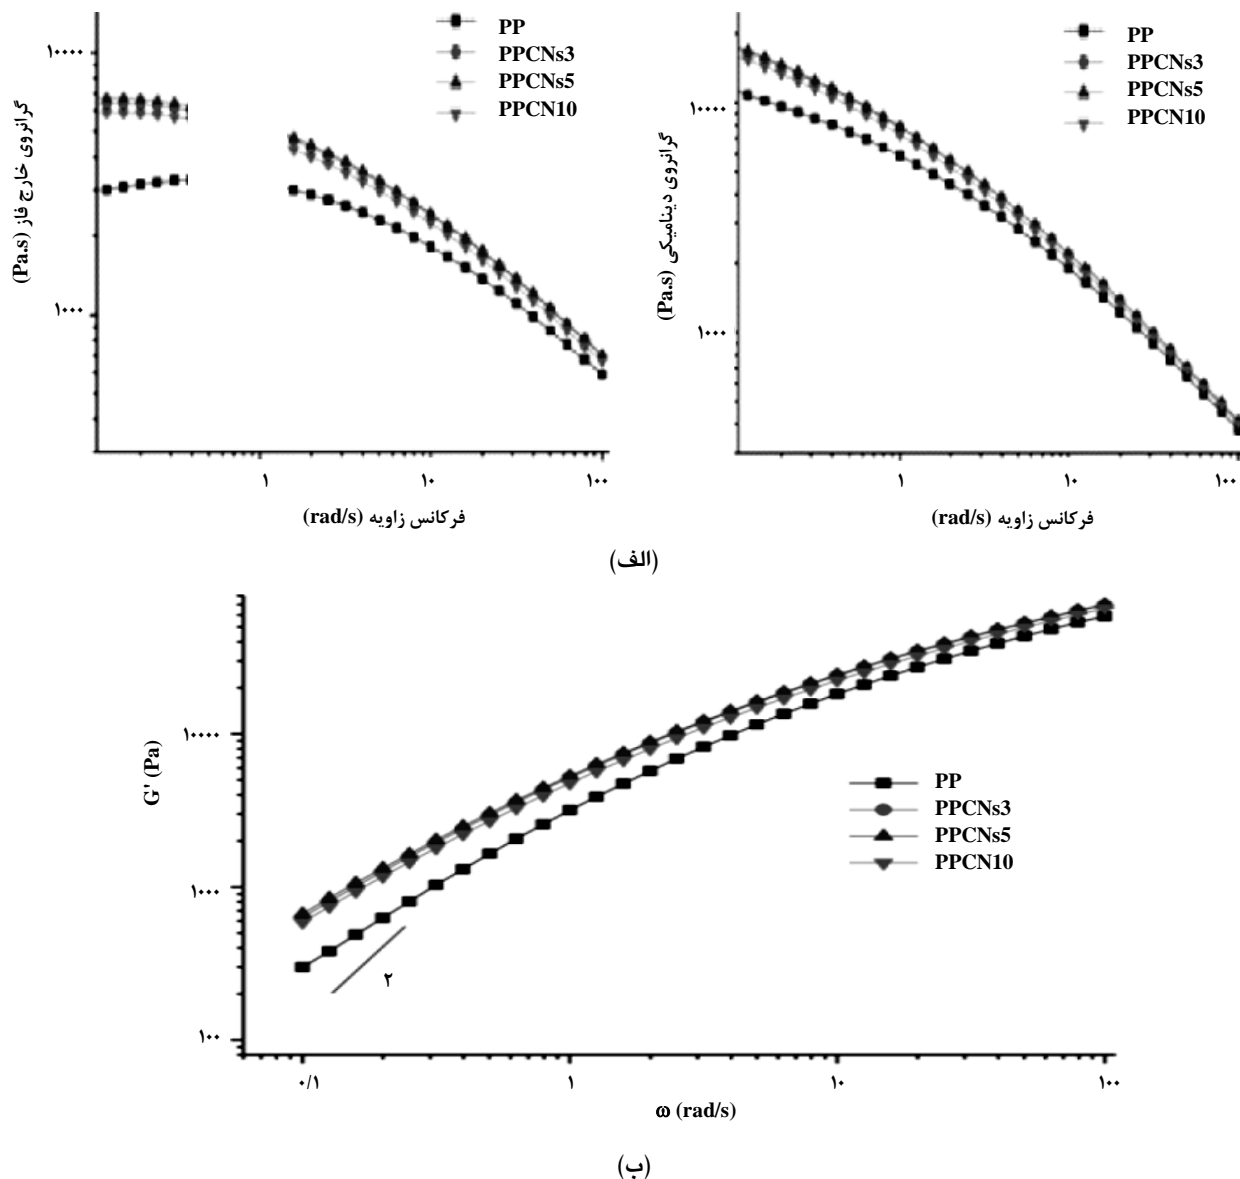 PP
PPCNs3
PPCNs5
PPCN10
۱۰۰۰۰
۱۰۰۰
گرانروی خارج فاز (Pa.s)
۱
۱۰
۱۰۰
فرکانس زاویه (rad/s)
PP
PPCNs3
PPCNs5
PPCN10
۱۰۰۰۰
۱۰۰۰
گرانروی دینامیکی (Pa.s)
۱
۱۰
۱۰۰
فرکانس زاویه (rad/s)
(الف)
G' (Pa)
۱۰۰۰۰
۱۰۰۰
۱۰۰
PP
PPCNs3
PPCNs5
PPCN10
۲
۰/۱
۱
۱۰
۱۰۰
ω (rad/s)
(ب)